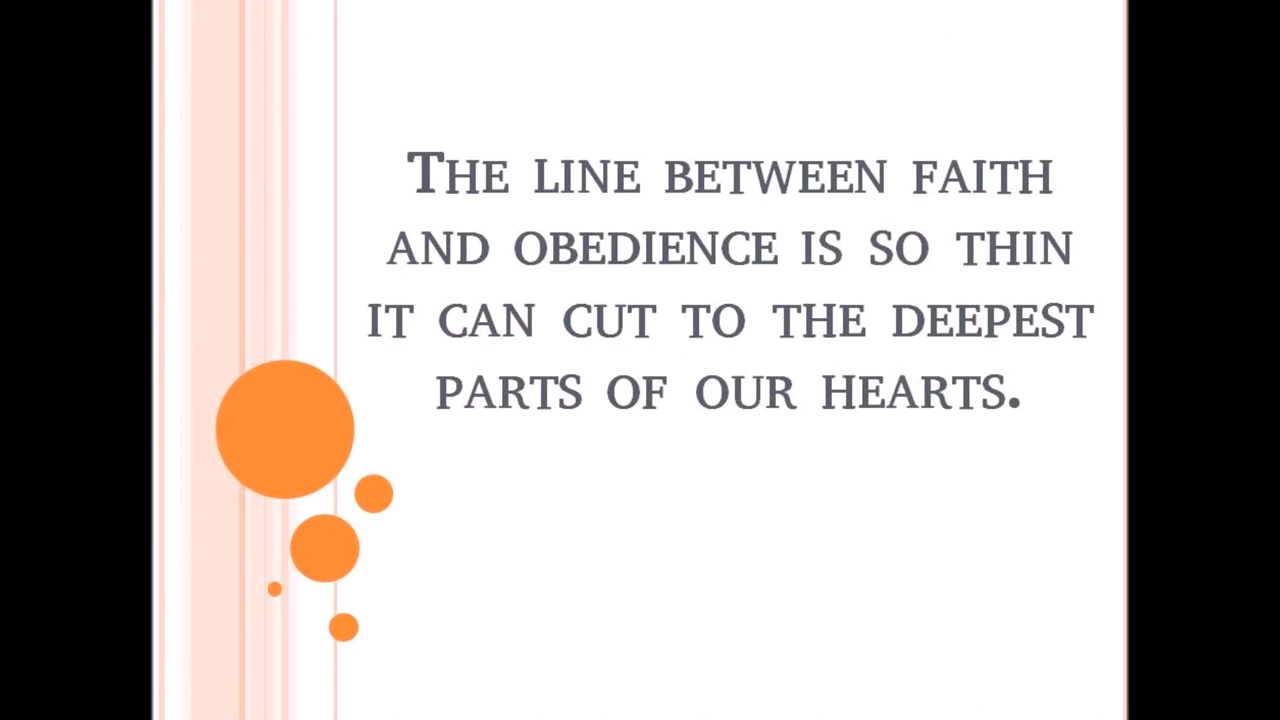 The line between faith
and obedience is so thin
it can cut to the deepest
parts of our hearts.